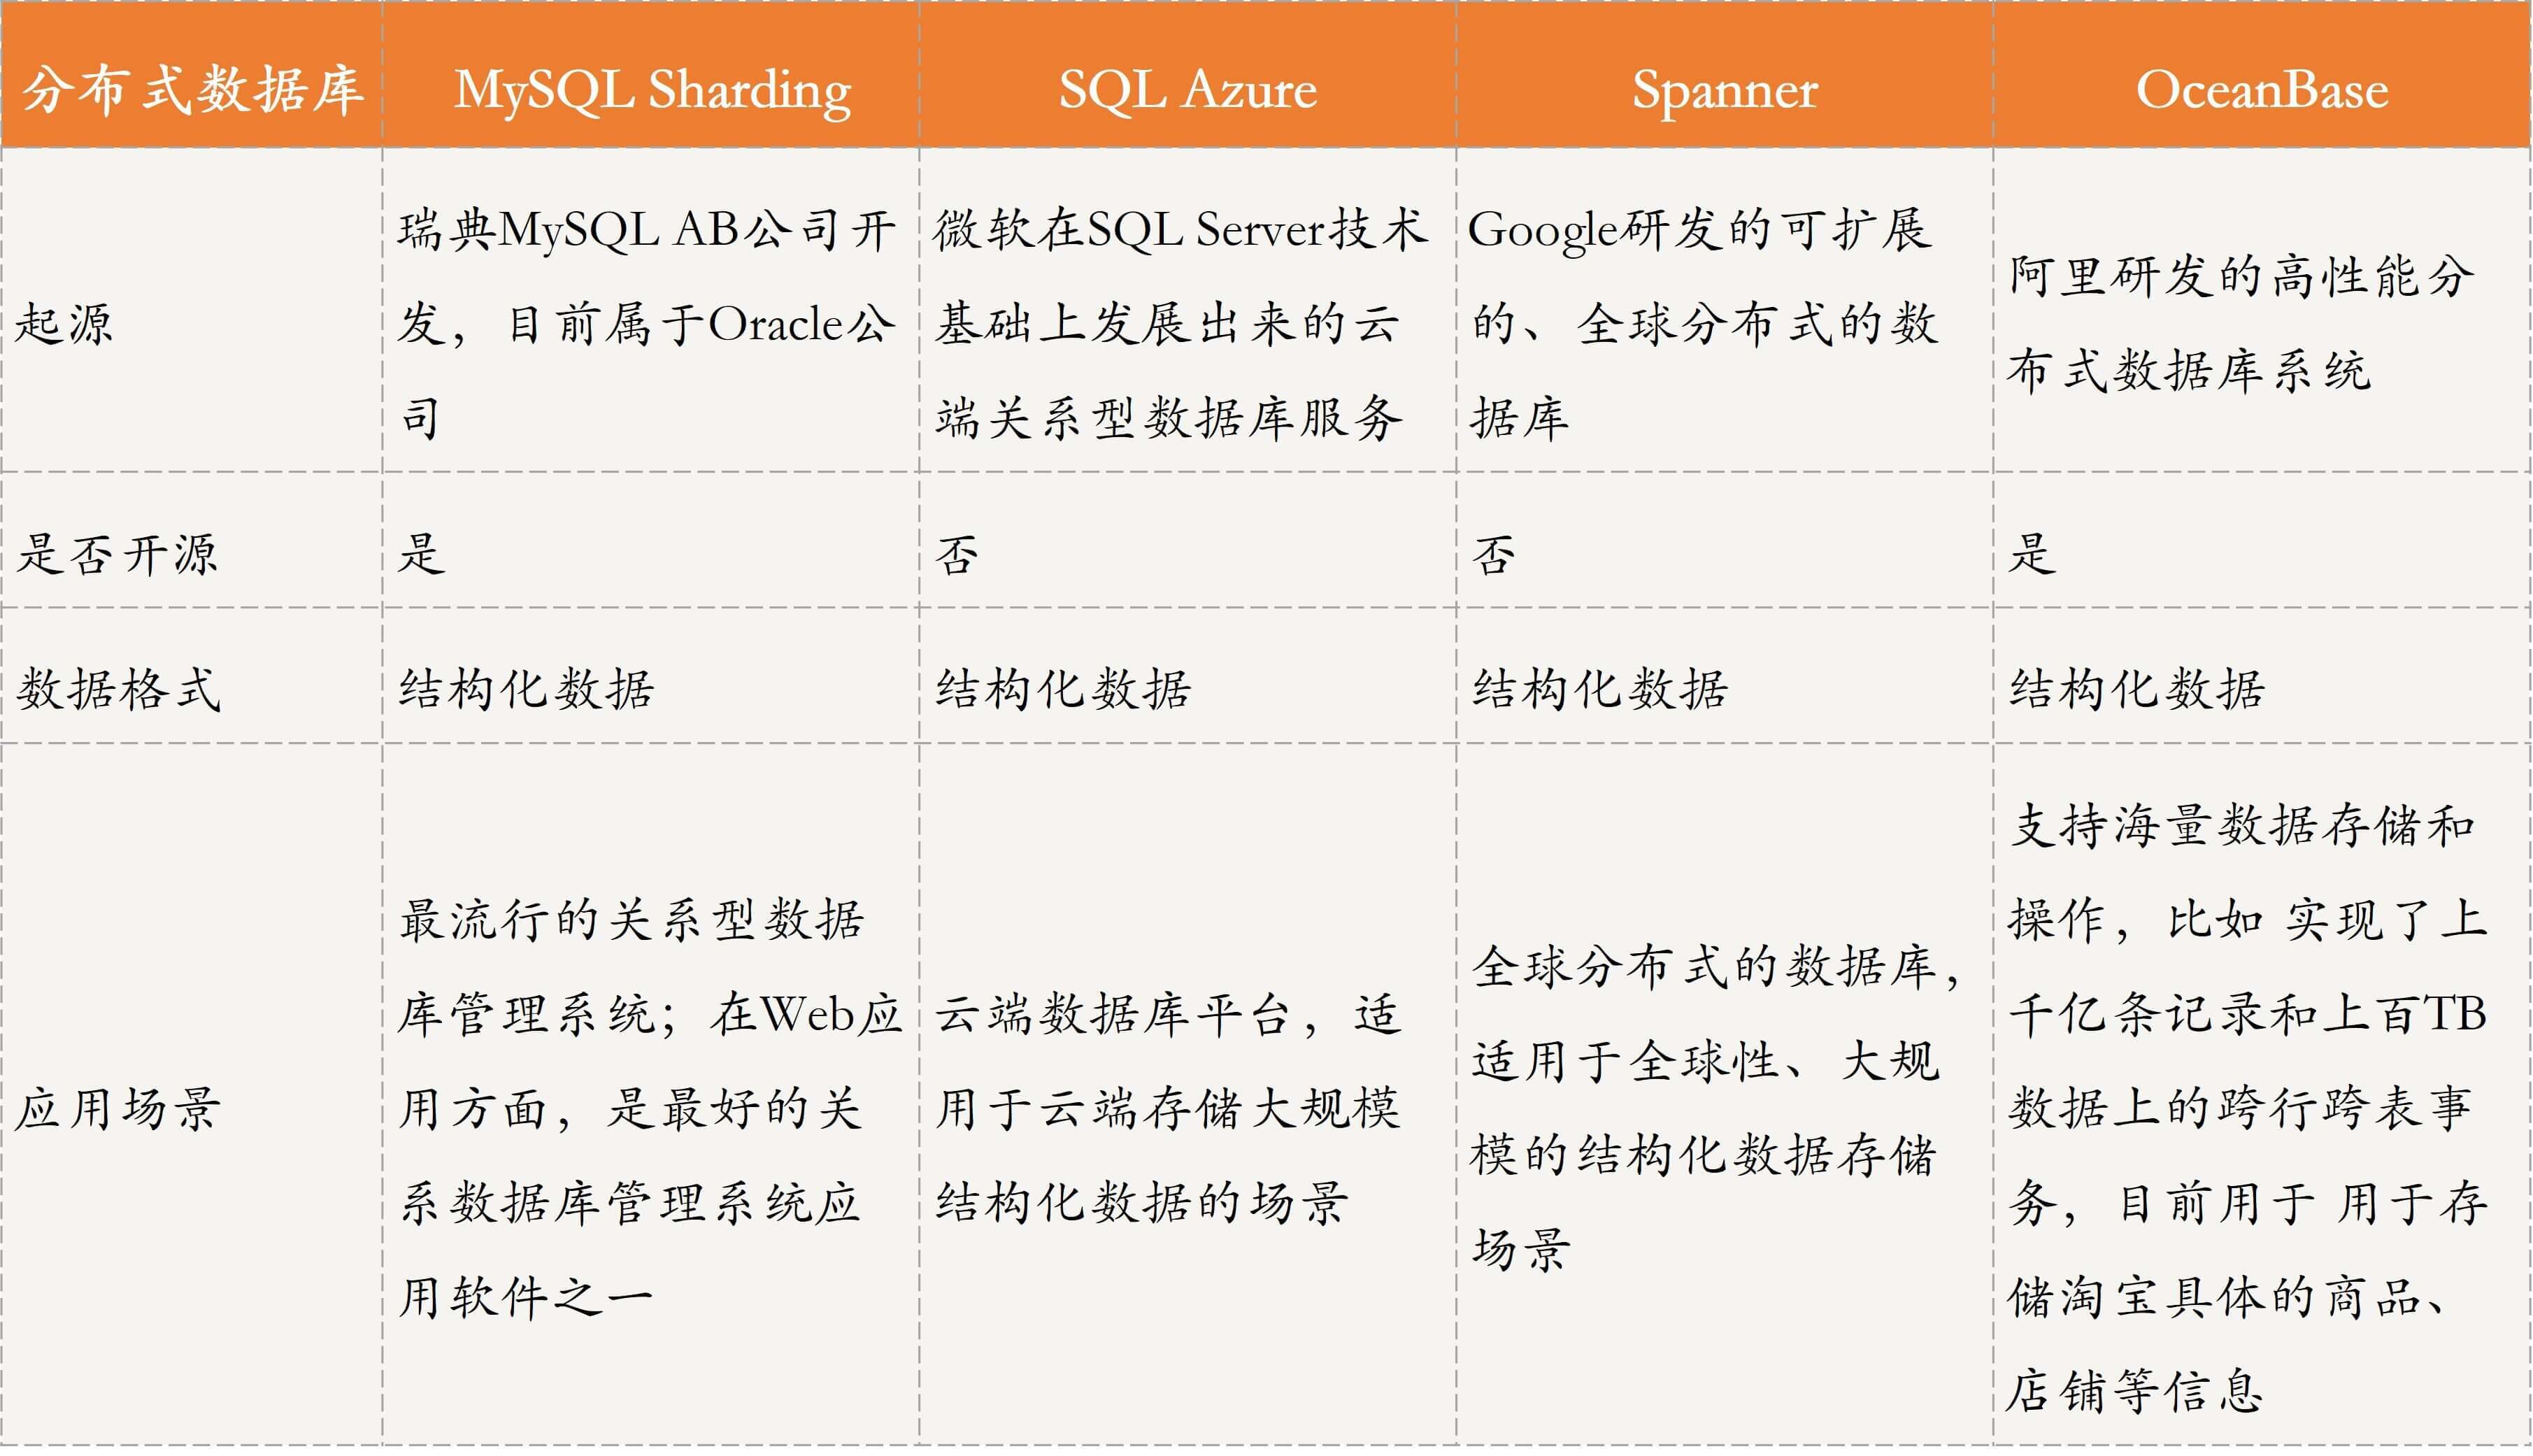 分布式数据库
MySQL Sharding
SQL Azure
Spanner
OceanBase
起源
瑞典MySQL AB公司开
发，目前属于Oracle公
司
微软在SQL Server技术
基础上发展出来的云
端关系型数据库服务
Google研发的可扩展
的、全球分布式的数
据库
阿里研发的高性能分
布式数据库系统
是否开源
是
否
否
是
数据格式
结构化数据
结构化数据
结构化数据
结构化数据
应用场景
最流行的关系型数据
库管理系统；在Web应
用方面，是最好的关
系数据库管理系统应
用软件之一
云端数据库平台，适
用于云端存储大规模
结构化数据的场景
全球分布式的数据库，
适用于全球性、大规
模的结构化数据存储
场景
支持海量数据存储和
操作，比如 实现了上
千亿条记录和上百TB
数据上的跨行跨表事
务，目前用于 用于存
储淘宝具体的商品、
店铺等信息